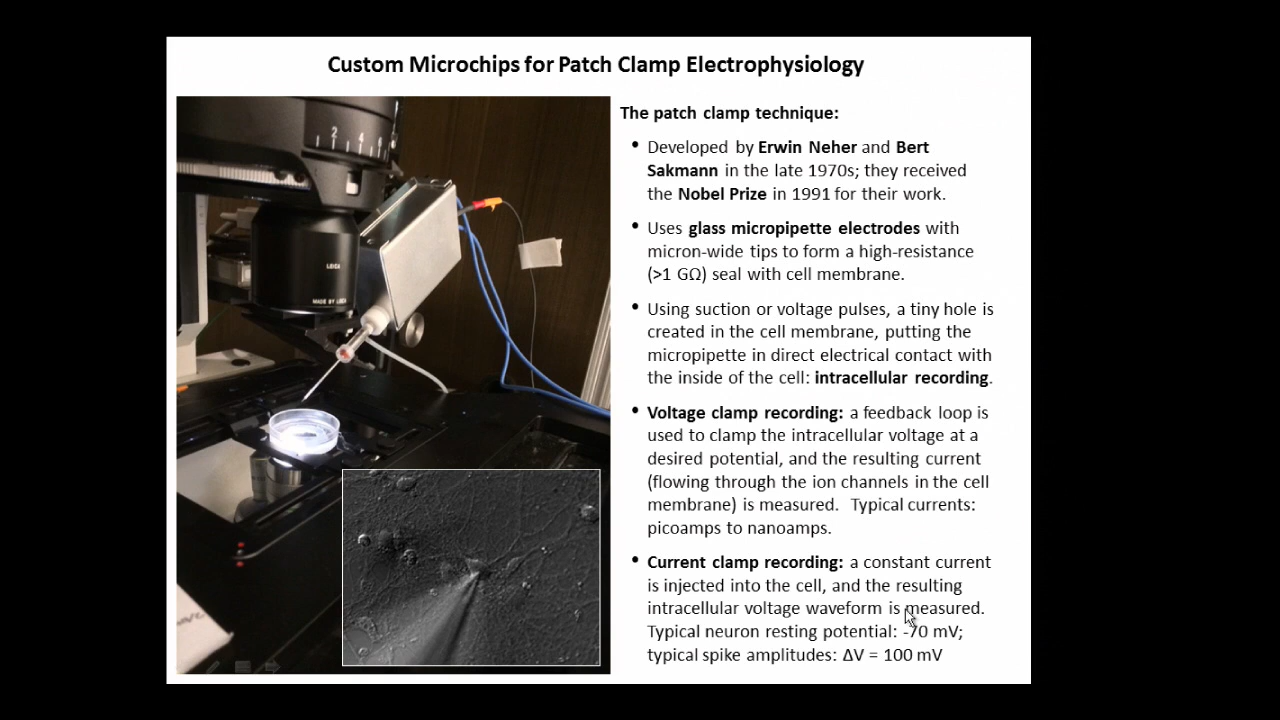 Custom Microchips for Patch Clamp Electrophysiology
The patch clamp technique:
• Developed by Erwin Neher and Bert
Sakmann in the late 1970s; they received
the Nobel Prize in 1991 for their work.
• Uses glass micropipette electrodes with
micron-wide tips to form a high-resistance
(>1 GΩ) seal with cell membrane.
• Using suction or voltage pulses, a tiny hole is
created in the cell membrane, putting the
micropipette in direct electrical contact with
the inside of the cell: intracellular recording.
• Voltage clamp recording: a feedback loop is
used to clamp the intracellular voltage at a
desired potential, and the resulting current
(flowing through the ion channels in the cell
membrane) is measured. Typical currents:
picoamps to nanoamps.
• Current clamp recording: a constant current
is injected into the cell, and the resulting
intracellular voltage waveform is measured.
Typical neuron resting potential: -70 mV;
typical spike amplitudes: ΔV = 100 mV
2 4 6
LEICA
MADE BY LEICA